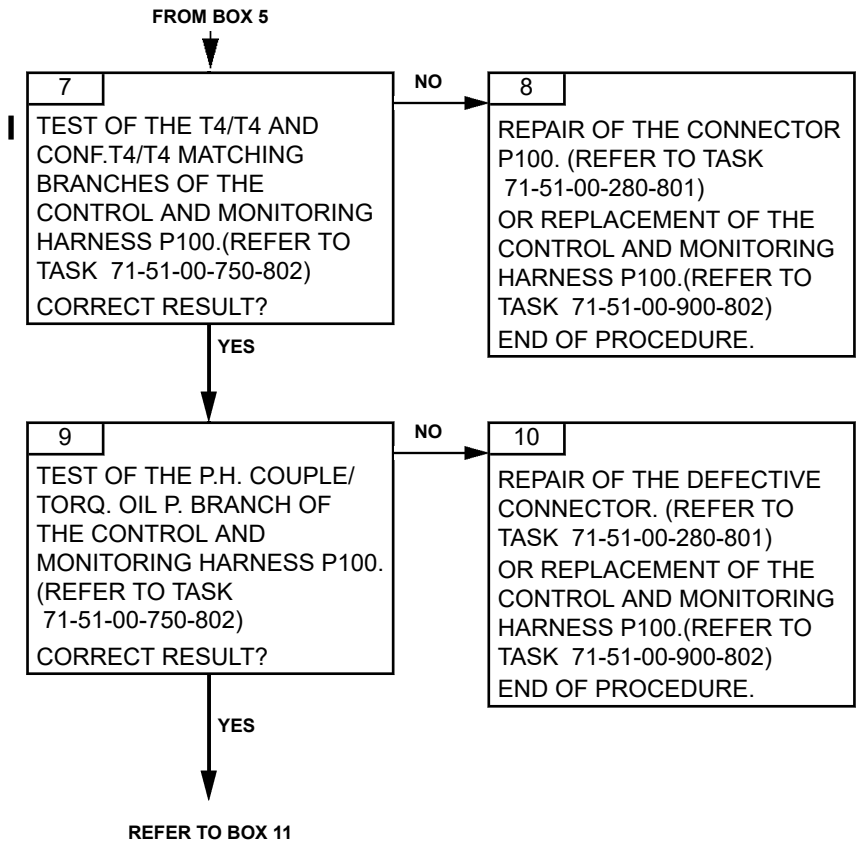 FROM BOX 5
7
TEST OF THE T4/T4 AND
CONF.T4/T4 MATCHING
BRANCHES OF THE
CONTROL AND MONITORING
HARNESS P100.(REFER TO
TASK 71-51-00-750-802)
CORRECT RESULT?
NO
8
REPAIR OF THE CONNECTOR
P100. (REFER TO TASK
71-51-00-280-801)
OR REPLACEMENT OF THE
CONTROL AND MONITORING
HARNESS P100.(REFER TO
TASK 71-51-00-900-802)
END OF PROCEDURE.
YES
9
TEST OF THE P.H. COUPLE/
TORQ. OIL P. BRANCH OF
THE CONTROL AND
MONITORING HARNESS P100.
(REFER TO TASK
71-51-00-750-802)
CORRECT RESULT?
NO
10
REPAIR OF THE DEFECTIVE
CONNECTOR. (REFER TO
TASK 71-51-00-280-801)
OR REPLACEMENT OF THE
CONTROL AND MONITORING
HARNESS P100.(REFER TO
TASK 71-51-00-900-802)
END OF PROCEDURE.
YES
REFER TO BOX 11